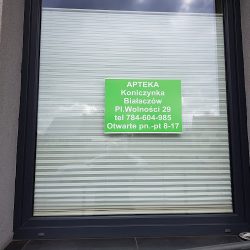 APTEKA
Koniczynka
Białaczów
Pl.Wolności 29
tel 784-604-985
Otwarte pn.-pt 8-17